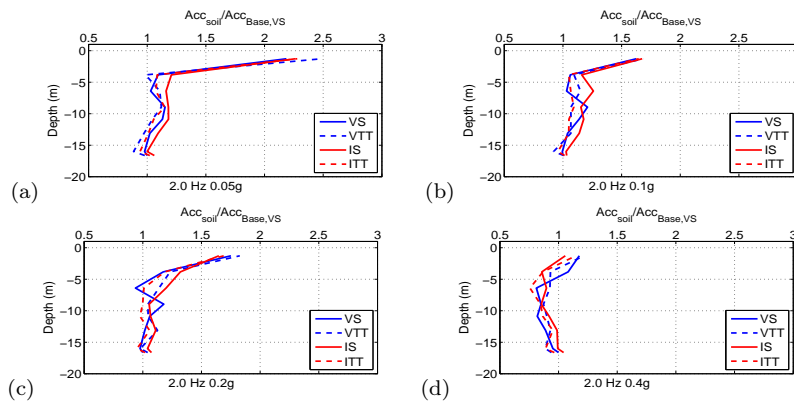 Acc_soil/Acc_Base,VS
0.5 1 1.5 2 2.5 3
0
−5
−10
−15
−20
Depth (m)
VS
VTT
IS
ITT
(a)
2.0 Hz 0.05g
Acc_soil/Acc_Base,VS
0.5 1 1.5 2 2.5 3
0
−5
−10
−15
−20
Depth (m)
VS
VTT
IS
ITT
(b)
2.0 Hz 0.1g
Acc_soil/Acc_Base,VS
0.5 1 1.5 2 2.5 3
0
−5
−10
−15
−20
Depth (m)
VS
VTT
IS
ITT
(c)
2.0 Hz 0.2g
Acc_soil/Acc_Base,VS
0.5 1 1.5 2 2.5 3
0
−5
−10
−15
−20
Depth (m)
VS
VTT
IS
ITT
(d)
2.0 Hz 0.4g